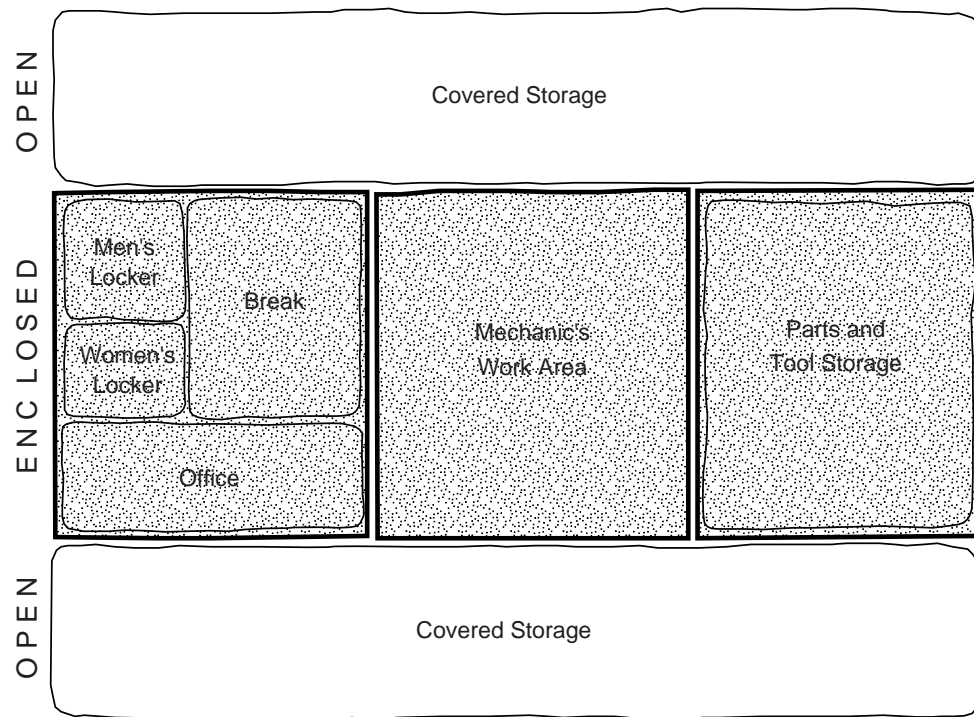 OPEN
Covered Storage
ENCLOSED
Men's
Locker
Break
Women's
Locker
Office
Mechanic's
Work Area
Parts and
Tool Storage
OPEN
Covered Storage